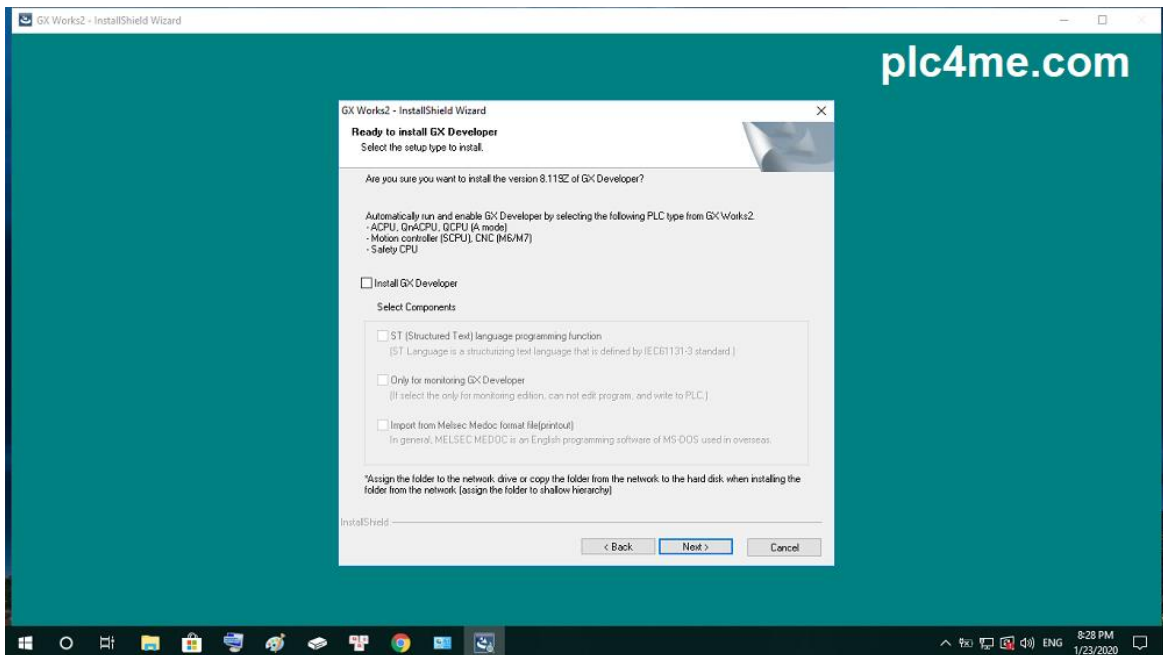 GX Works2 - InstallShield Wizard
plc4me.com
GX Works2 - InstallShield Wizard
Ready to install GX Developer
Select the setup type to install.
Are you sure you want to install the version 8.119Z of GX Developer?
Automatically run and enable GX Developer by selecting the following PLC type from GX Works2.
- ACPU, QnACPU, QCPU (A mode)
- Motion controller (SCPU), CNC (M6/M7)
- Safety CPU
Install GX Developer
Select Components
ST (Structured Text) language programming function
(ST Language is a structurizing text language that is defined by IEC61131-3 standard.)
Only for monitoring GX Developer
(If select the only for monitoring edition, can not edit program, and write to PLC.)
Import from Melsec Medoc format file(printout)
In general, MELSEC MEDOC is an English programming software of MS-DOS used in overseas.
*Assign the folder to the network drive or copy the folder from the network to the hard disk when installing the
folder from the network (assign the folder to shallow hierarchy)
InstallShield
< Back
Next >
Cancel
ENG
8:28 PM
1/23/2020